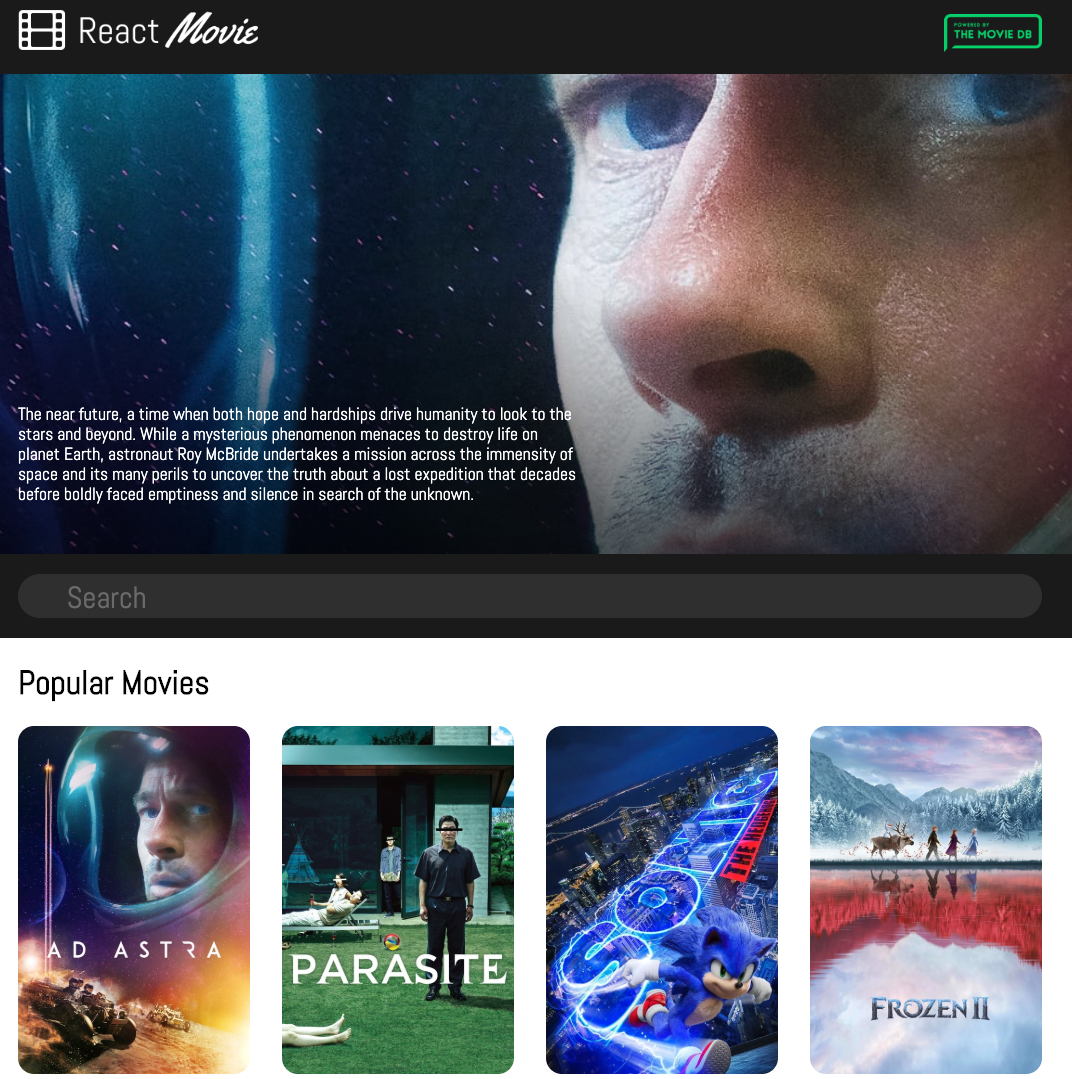 React Movie
POWERED BY
THE MOVIE DB
The near future, a time when both hope and hardships drive humanity to look to the
stars and beyond. While a mysterious phenomenon menaces to destroy life on
planet Earth, astronaut Roy McBride undertakes a mission across the immensity of
space and its many perils to uncover the truth about a lost expedition that decades
before boldly faced emptiness and silence in search of the unknown.
Search
Popular Movies
AD ASTRA
PARASITE
SONIC
THE HEDGEHOG
FROZEN II